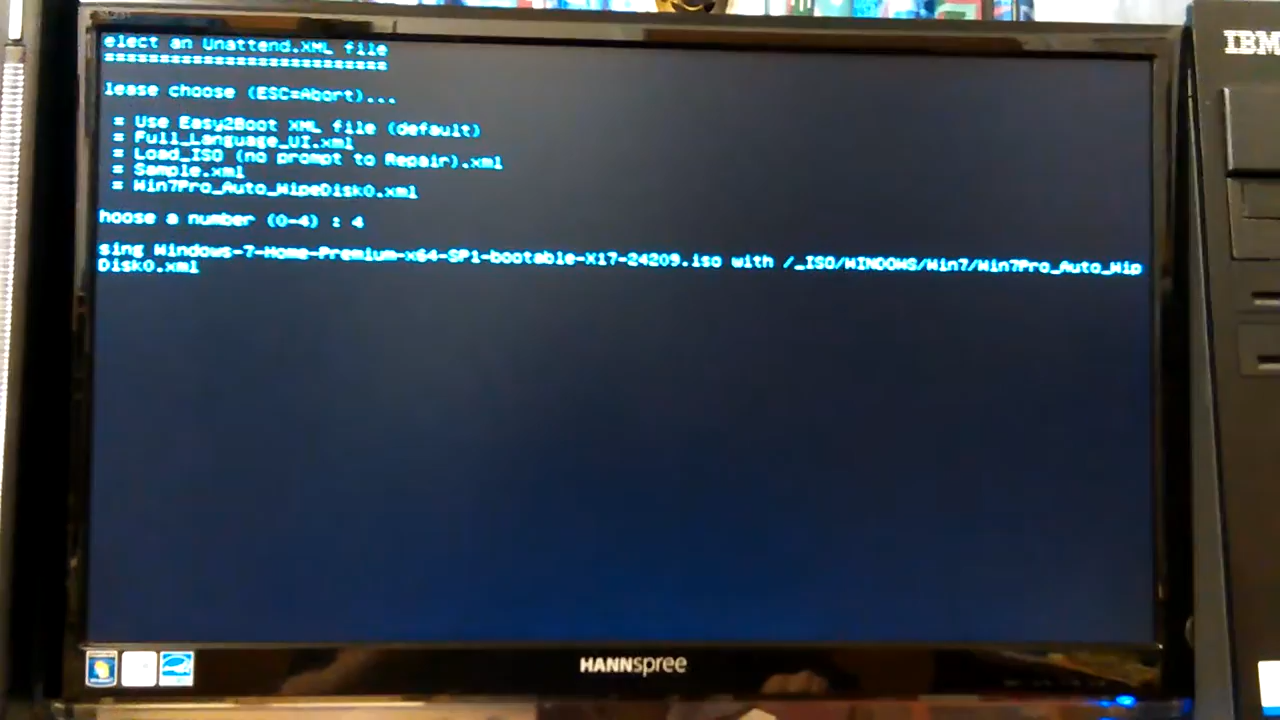 elect an Unattend.XML file
==========================
lease choose (ESC=Abort)...
= Use Easy2Boot XML file (default)
= Full_Language_UI.xml
= Load_ISO (no prompt to Repair).xml
= Sample.xml
= Win7Pro_Auto_WipeDisk0.xml
hoose a number (0-4) : 4
sing Windows-7-Home-Premium-x64-SP1-bootable-X17-24209.iso with /_ISO/WINDOWS/Win7/Win7Pro_Auto_Wip
Disk0.xml
HANNspree
IBM